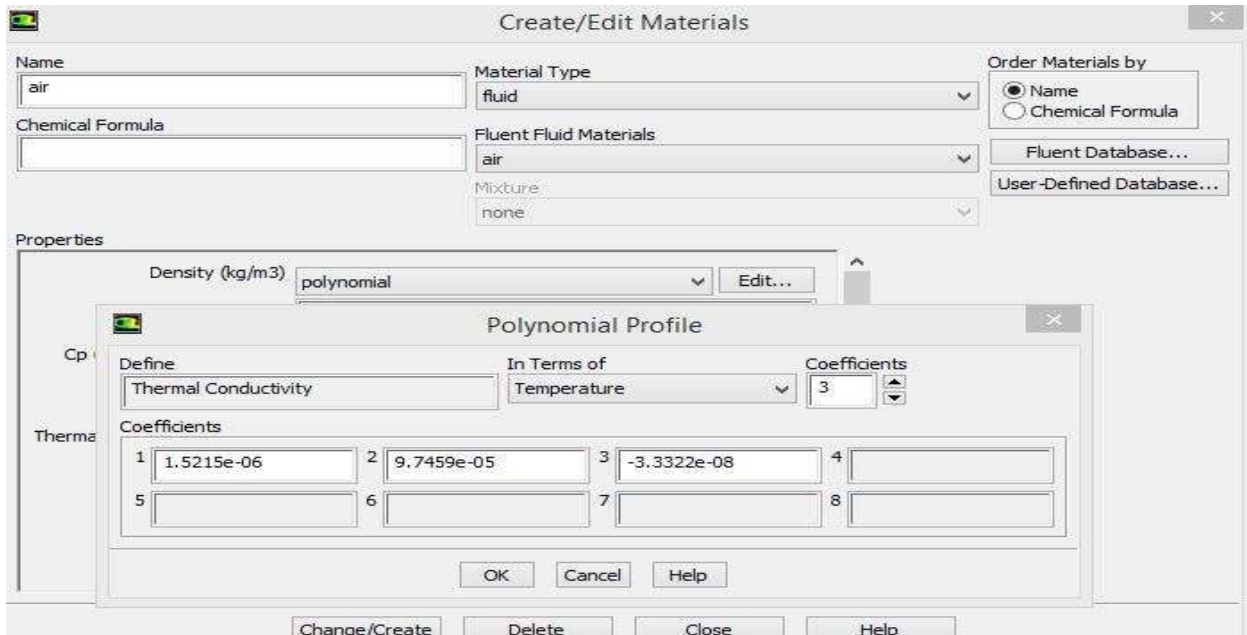 Create/Edit Materials
Name
air
Chemical Formula
Material Type
fluid
Fluent Fluid Materials
air
Mixture
none
Order Materials by
Name
Chemical Formula
Fluent Database...
User-Defined Database...
Properties
Density (kg/m3) polynomial Edit...
Cp
Therma
Polynomial Profile
Define In Terms of Coefficients
Thermal Conductivity Temperature 3
Coefficients
1 1.5215e-06 2 9.7459e-05 3 -3.3322e-08 4
5 6 7 8
OK Cancel Help
Change/Create Delete Close Help